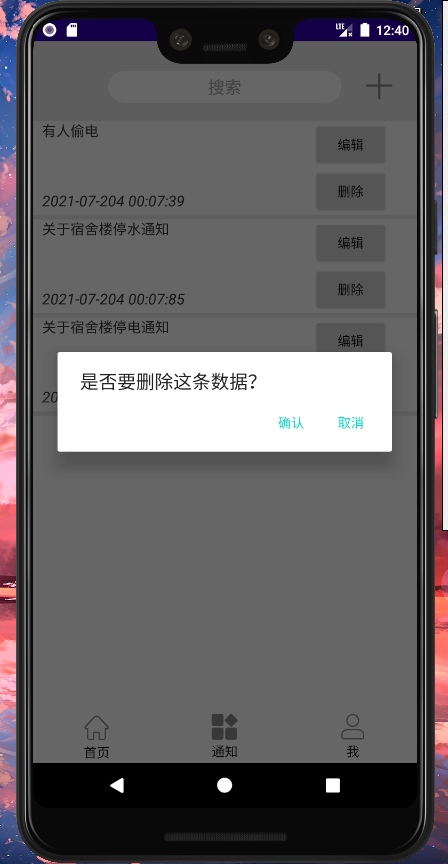 LTE 12:40
搜索
有人偷电
编辑
2021-07-204 00:07:39
删除
关于宿舍楼停水通知
编辑
2021-07-204 00:07:85
删除
关于宿舍楼停电通知
编辑
是否要删除这条数据?
20
确认 取消
首页 通知 我